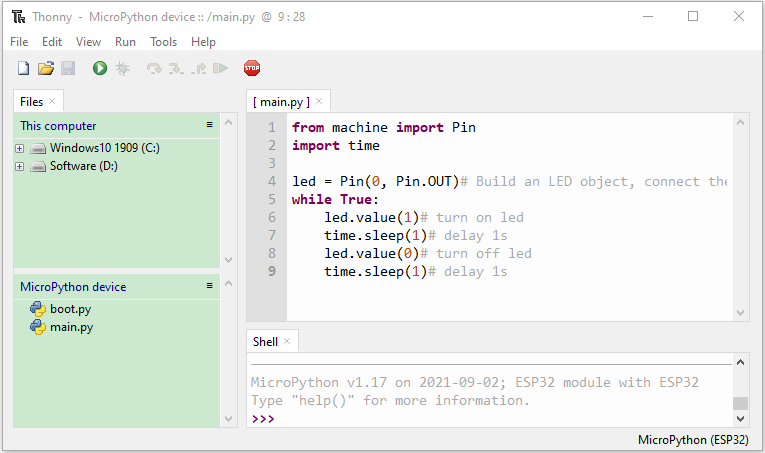 Thonny - MicroPython device :: /main.py @ 9 : 28
File Edit View Run Tools Help
STOP
Files
This computer
Windows10 1909 (C:)
Software (D:)
MicroPython device
boot.py
main.py
[ main.py ]
1 from machine import Pin
2 import time
3
4 led = Pin(0, Pin.OUT)# Build an LED object, connect the
5 while True:
6 led.value(1)# turn on led
7 time.sleep(1)# delay 1s
8 led.value(0)# turn off led
9 time.sleep(1)# delay 1s
Shell
MicroPython v1.17 on 2021-09-02; ESP32 module with ESP32
Type "help()" for more information.
>>>
MicroPython (ESP32)